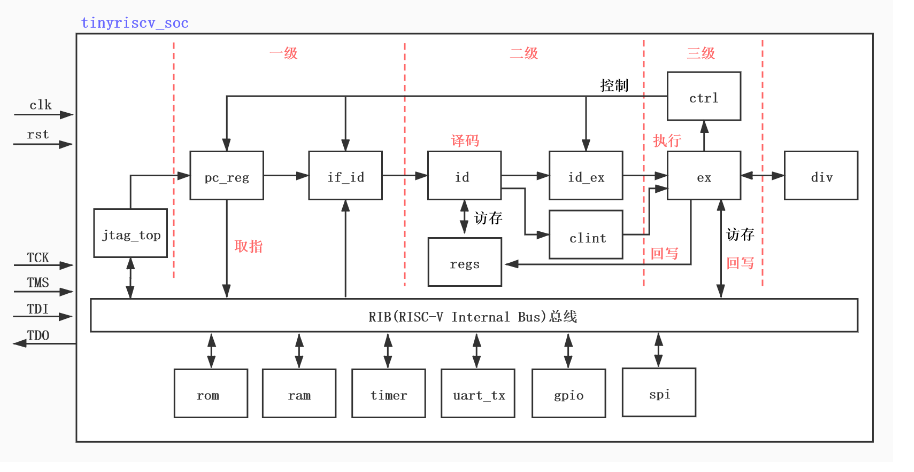 tinyriscv_soc
一级
二级
三级
控制
ctrl
clk
rst
译码
执行
pc_reg
if_id
id
id_ex
ex
div
jtag_top
取指
访存
regs
clint
回写
访存
回写
TCK
TMS
TDI
TDO
RIB(RISC-V Internal Bus)总线
rom
ram
timer
uart_tx
gpio
spi